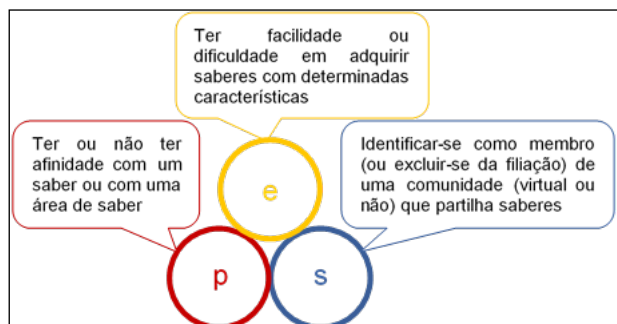 Ter facilidade ou
dificuldade em adquirir
saberes com determinadas
características
Ter ou não ter
afinidade com um
saber ou com uma
área de saber
Identificar-se como membro
(ou excluir-se da filiação) de
uma comunidade (virtual ou
não) que partilha saberes
e
p
s